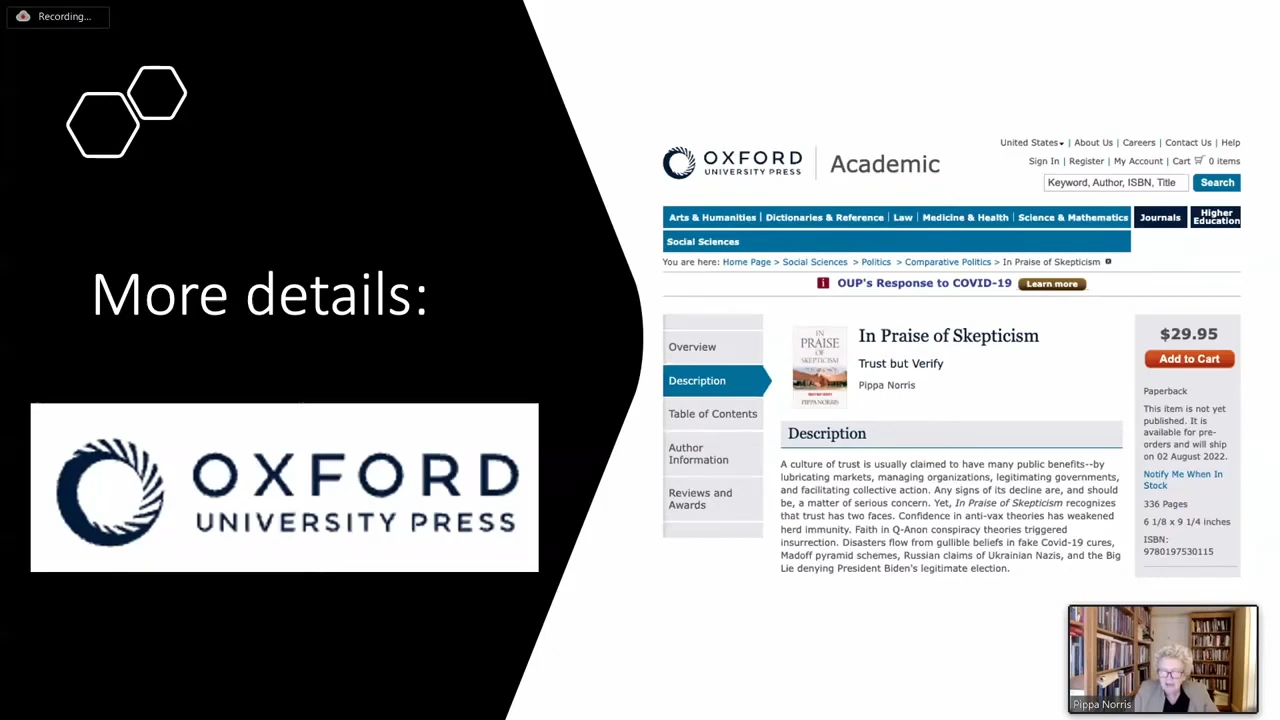 Recording...
More details:
OXFORD
UNIVERSITY PRESS
OXFORD
UNIVERSITY PRESS
Academic
United States | About Us | Careers | Contact Us | Help
Sign In | Register | My Account | Cart 0 items
Keyword, Author, ISBN, Title
Search
Arts & Humanities | Dictionaries & Reference | Law | Medicine & Health | Science & Mathematics
Journals
Higher
Education
Social Sciences
You are here: Home Page > Social Sciences > Politics > Comparative Politics > In Praise of Skepticism
i OUP's Response to COVID-19 Learn more
Overview
Description
Table of Contents
Author
Information
Reviews and
Awards
IN
PRAISE
OF
SKEPTICISM
PIPPA NORRIS
In Praise of Skepticism
Trust but Verify
Pippa Norris
Description
A culture of trust is usually claimed to have many public benefits--by
lubricating markets, managing organizations, legitimating governments,
and facilitating collective action. Any signs of its decline are, and should
be, a matter of serious concern. Yet, In Praise of Skepticism recognizes
that trust has two faces. Confidence in anti-vax theories has weakened
herd immunity. Faith in Q-Anon conspiracy theories triggered
insurrection. Disasters flow from gullible beliefs in fake Covid-19 cures,
Madoff pyramid schemes, Russian claims of Ukrainian Nazis, and the Big
Lie denying President Biden's legitimate election.
$29.95
Add to Cart
Paperback
This item is not yet
published. It is
available for pre-
orders and will ship
on 02 August 2022.
Notify Me When In
Stock
336 Pages
6 1/8 x 9 1/4 inches
ISBN:
9780197530115
Pippa Norris